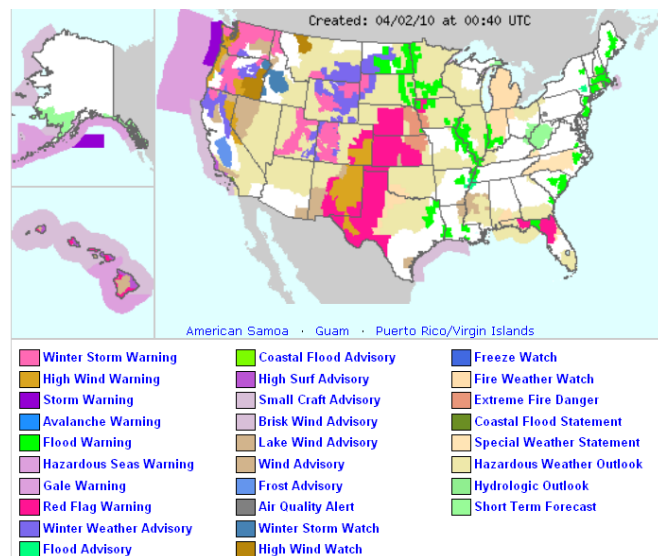 Created: 04/02/10 at 00:40 UTC
American Samoa · Guam · Puerto Rico/Virgin Islands
Winter Storm Warning
High Wind Warning
Storm Warning
Avalanche Warning
Flood Warning
Hazardous Seas Warning
Gale Warning
Red Flag Warning
Winter Weather Advisory
Flood Advisory
Coastal Flood Advisory
High Surf Advisory
Small Craft Advisory
Brisk Wind Advisory
Lake Wind Advisory
Wind Advisory
Frost Advisory
Air Quality Alert
Winter Storm Watch
High Wind Watch
Freeze Watch
Fire Weather Watch
Extreme Fire Danger
Coastal Flood Statement
Special Weather Statement
Hazardous Weather Outlook
Hydrologic Outlook
Short Term Forecast